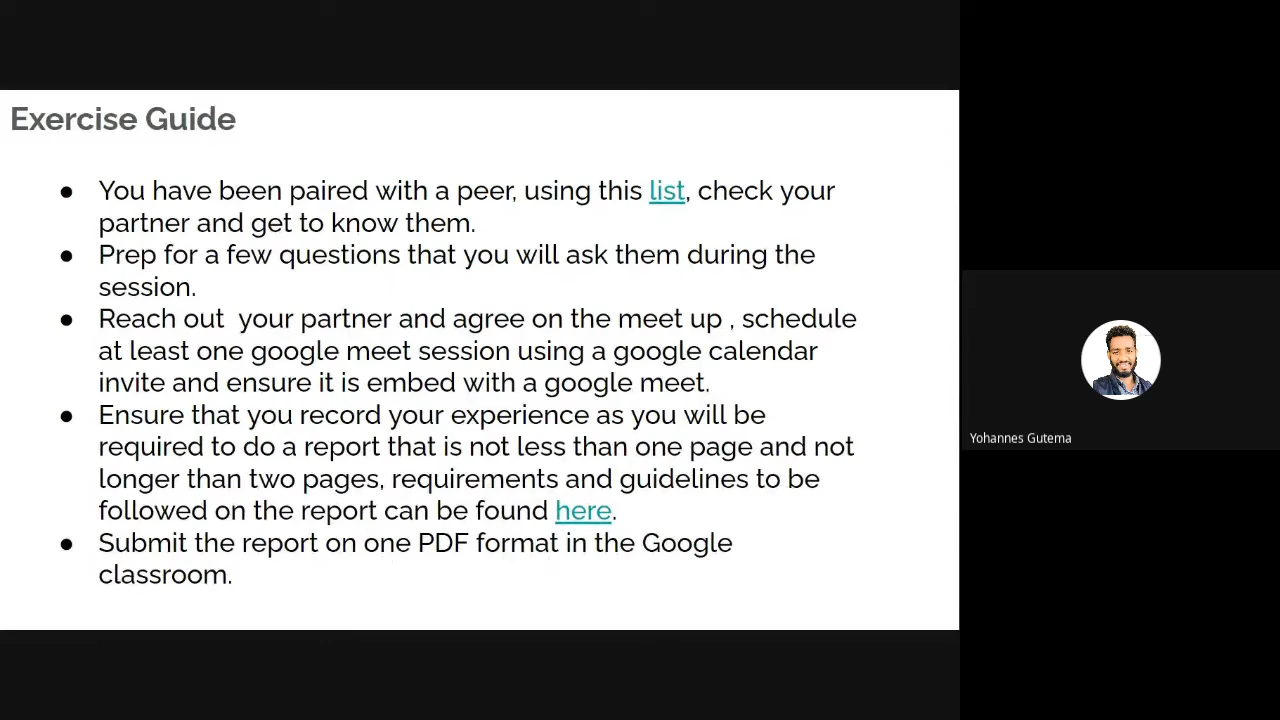 Exercise Guide
● You have been paired with a peer, using this list, check your
partner and get to know them.
● Prep for a few questions that you will ask them during the
session.
● Reach out  your partner and agree on the meet up , schedule
at least one google meet session using a google calendar
invite and ensure it is embed with a google meet.
● Ensure that you record your experience as you will be
required to do a report that is not less than one page and not
longer than two pages, requirements and guidelines to be
followed on the report can be found here.
● Submit the report on one PDF format in the Google
classroom.
Yohannes Gutema